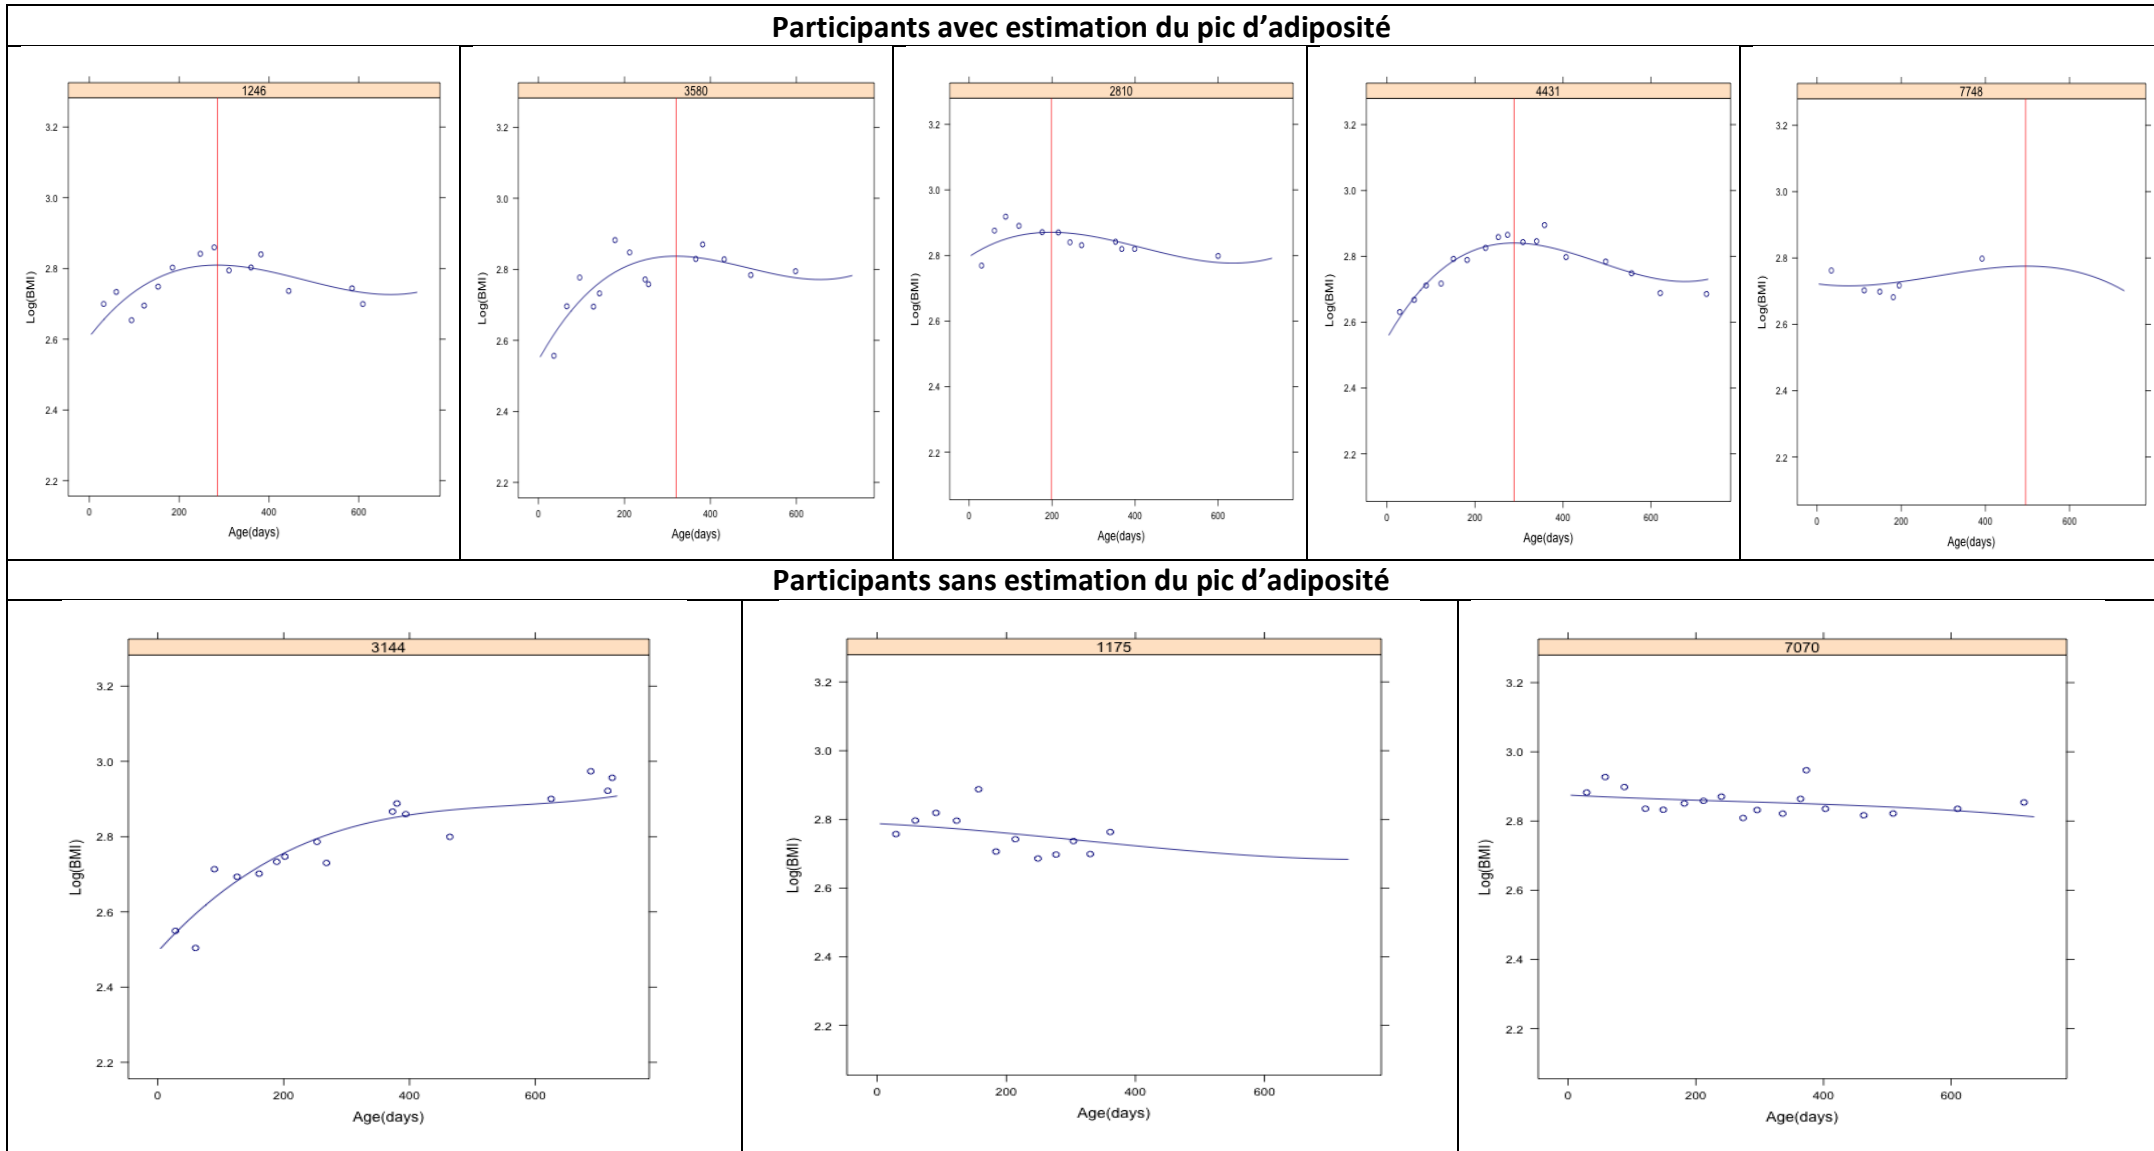 Participants avec estimation du pic d’adiposité
1246
3.2
3.0
2.8
2.6
2.4
2.2
Log(BMI)
0 200 400 600
Age(days)
3580
3.2
3.0
2.8
2.6
2.4
2.2
Log(BMI)
0 200 400 600
Age(days)
2810
3.2
3.0
2.8
2.6
2.4
2.2
Log(BMI)
0 200 400 600
Age(days)
4431
3.2
3.0
2.8
2.6
2.4
2.2
Log(BMI)
0 200 400 600
Age(days)
7748
3.2
3.0
2.8
2.6
2.4
2.2
Log(BMI)
0 200 400 600
Age(days)
Participants sans estimation du pic d’adiposité
3144
3.2
3.0
2.8
2.6
2.4
2.2
Log(BMI)
0 200 400 600
Age(days)
1175
3.2
3.0
2.8
2.6
2.4
2.2
Log(BMI)
0 200 400 600
Age(days)
7070
3.2
3.0
2.8
2.6
2.4
2.2
Log(BMI)
0 200 400 600
Age(days)